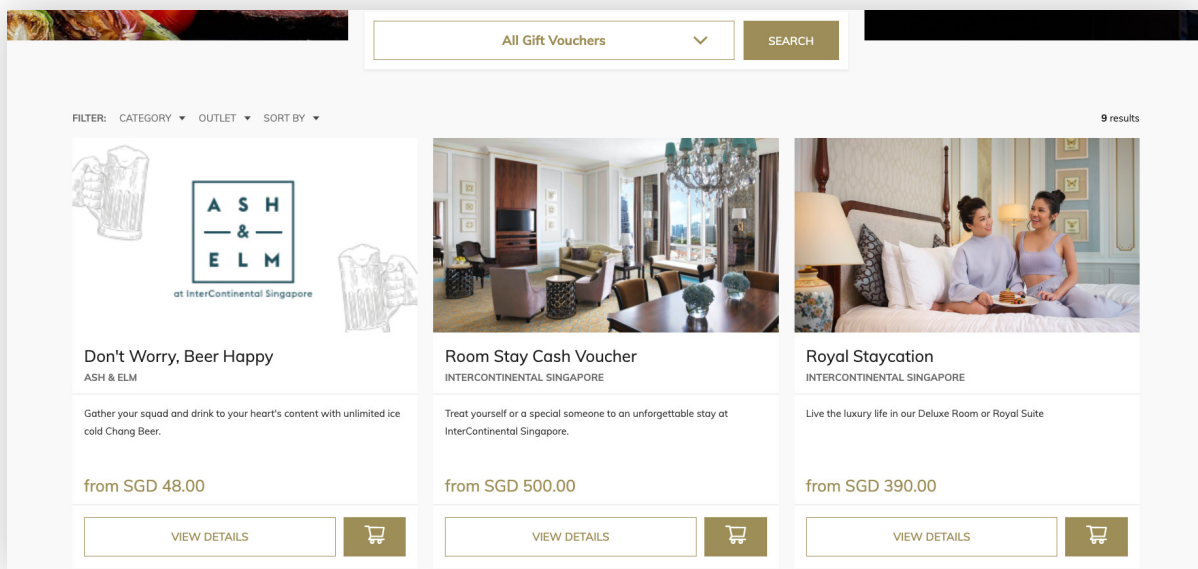 All Gift Vouchers
SEARCH
FILTER: CATEGORY OUTLET SORT BY
9 results
ASH
&
ELM
at InterContinental Singapore
Don't Worry, Beer Happy
ASH & ELM
Gather your squad and drink to your heart's content with unlimited ice
cold Chang Beer.
from SGD 48.00
VIEW DETAILS
Room Stay Cash Voucher
INTERCONTINENTAL SINGAPORE
Treat yourself or a special someone to an unforgettable stay at
InterContinental Singapore.
from SGD 500.00
VIEW DETAILS
Royal Staycation
INTERCONTINENTAL SINGAPORE
Live the luxury life in our Deluxe Room or Royal Suite
from SGD 390.00
VIEW DETAILS